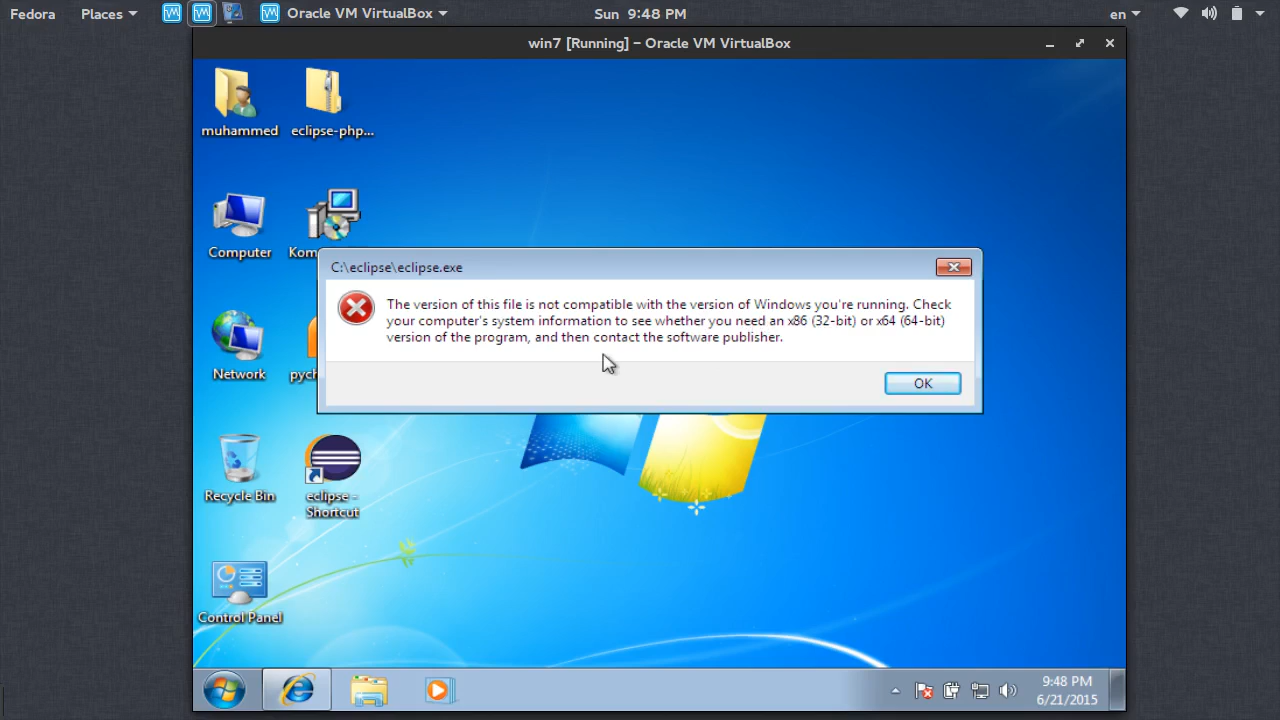 Fedora Places Oracle VM VirtualBox Sun 9:48 PM en
win7 [Running] – Oracle VM VirtualBox
muhammed eclipse-php...
Computer Kom
C:\eclipse\eclipse.exe
The version of this file is not compatible with the version of Windows you're running. Check
your computer's system information to see whether you need an x86 (32-bit) or x64 (64-bit)
version of the program, and then contact the software publisher.
OK
Network pych
Recycle Bin eclipse -
Shortcut
Control Panel
9:48 PM
6/21/2015